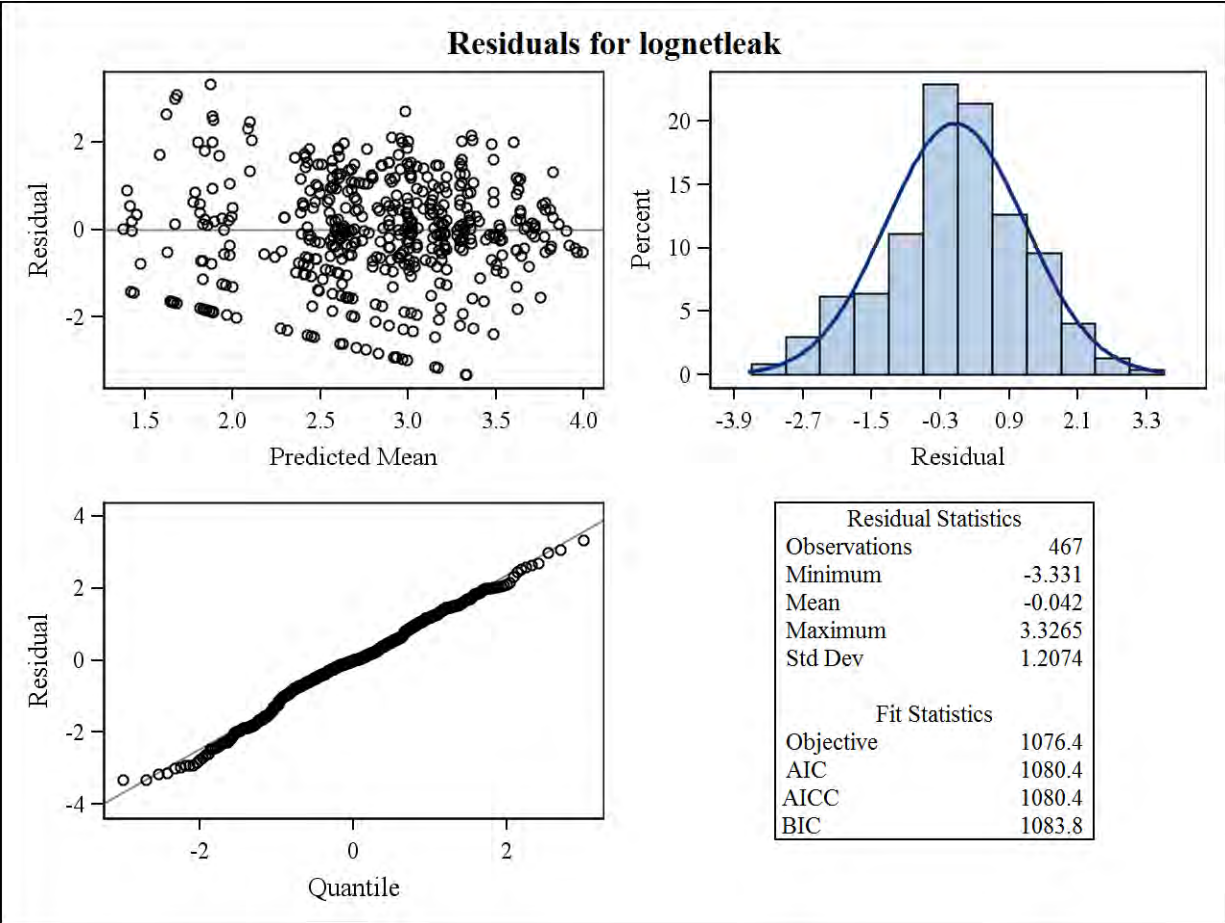 Residuals for lognetleak
2
0
-2
Residual
1.5 2.0 2.5 3.0 3.5 4.0
Predicted Mean
20
15
10
5
0
Percent
-3.9 -2.7 -1.5 -0.3 0.9 2.1 3.3
Residual
4
2
0
-2
-4
Residual
-2 0 2
Quantile
Residual Statistics
Observations 467
Minimum -3.331
Mean -0.042
Maximum 3.3265
Std Dev 1.2074
Fit Statistics
Objective 1076.4
AIC 1080.4
AICC 1080.4
BIC 1083.8